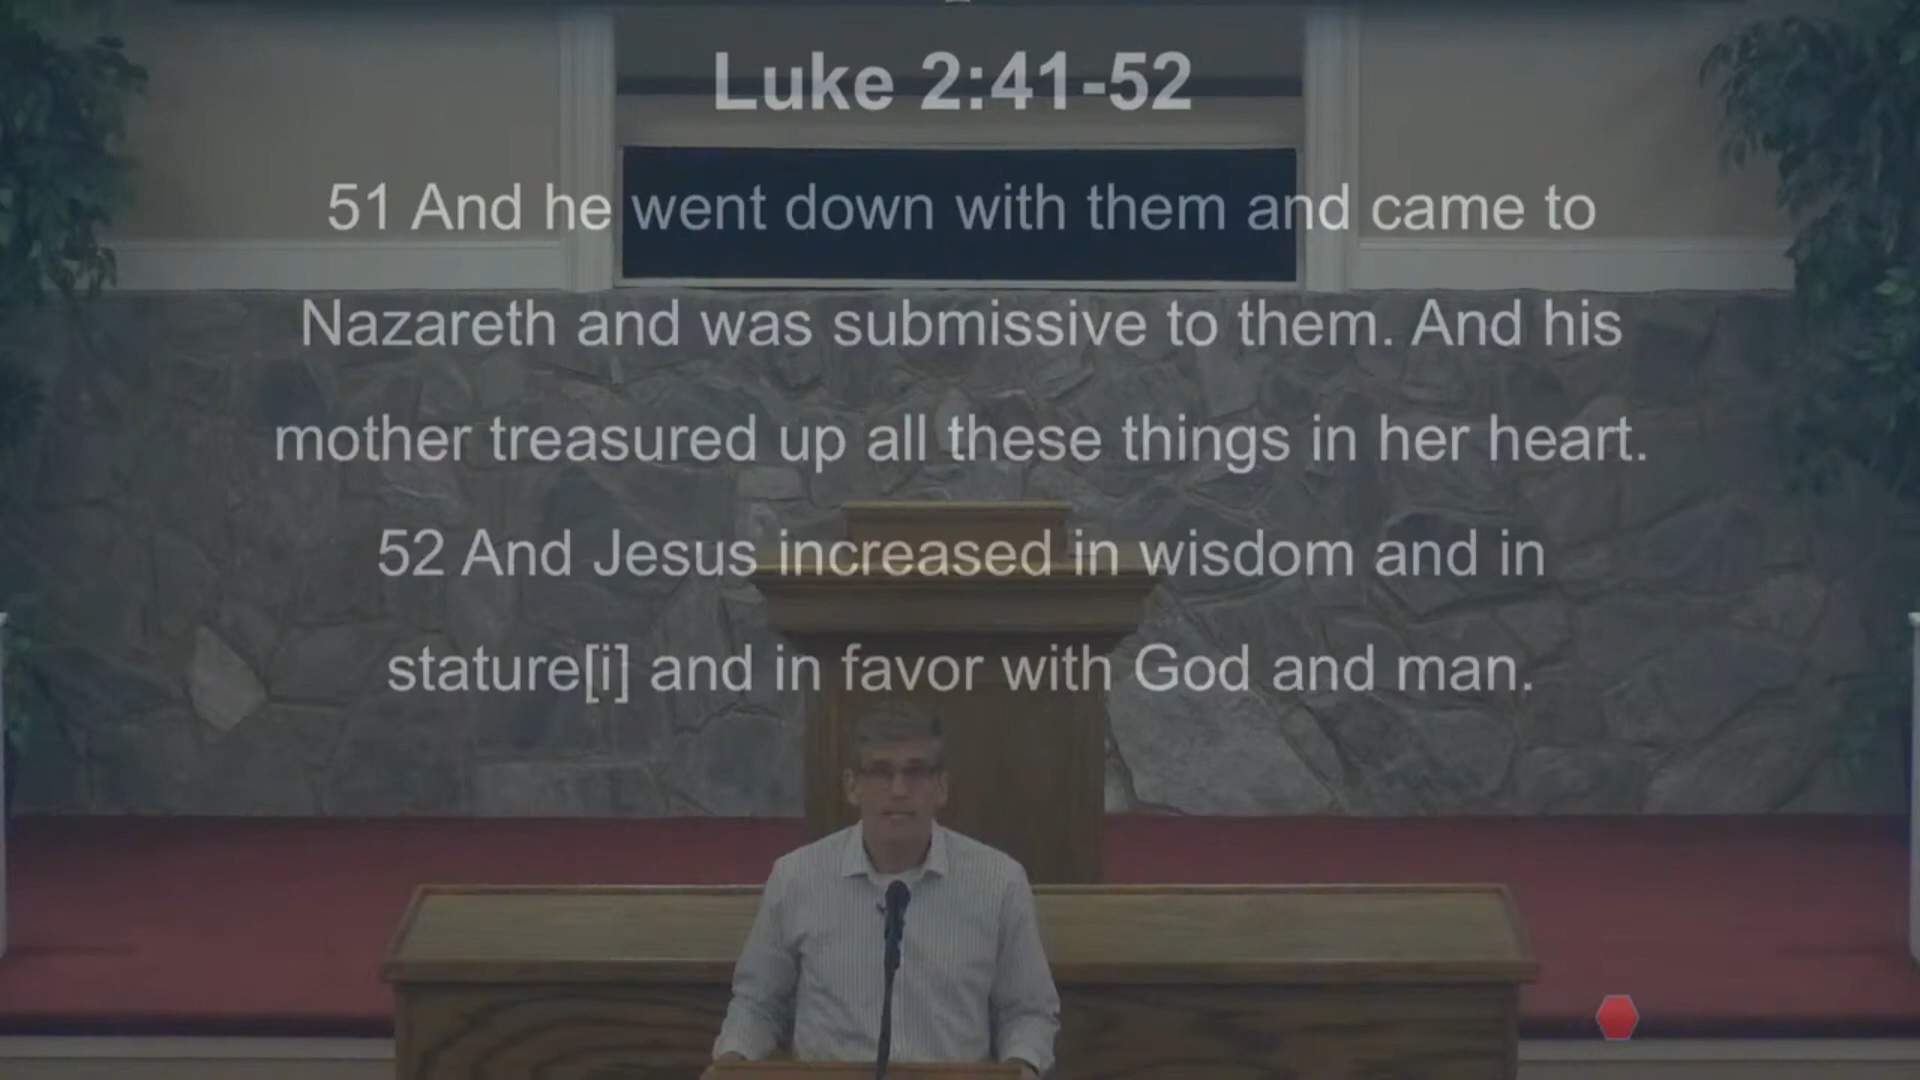 Luke 2:41-52
51 And he went down with them and came to
Nazareth and was submissive to them. And his
mother treasured up all these things in her heart.
52 And Jesus increased in wisdom and in
stature[i] and in favor with God and man.